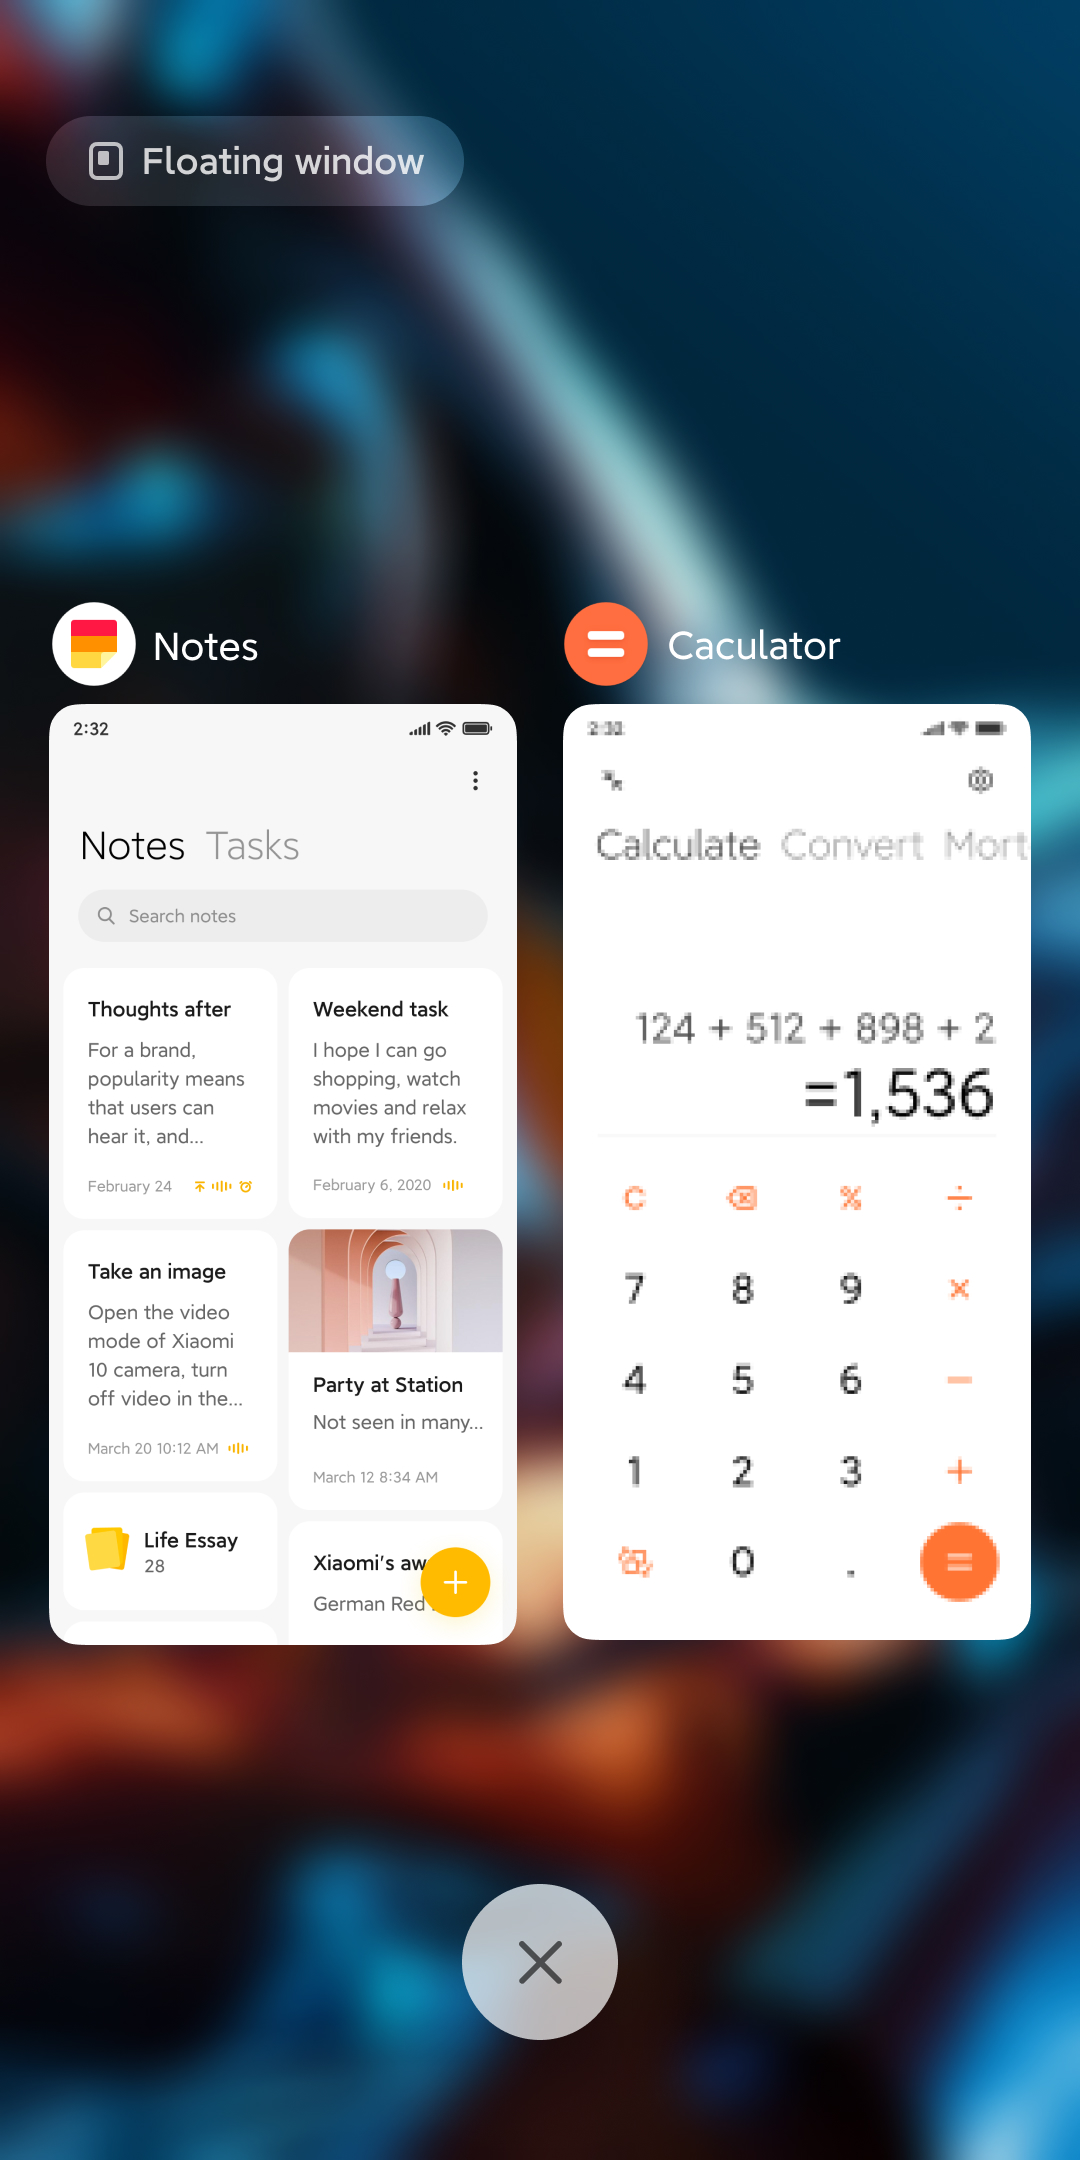 Floating window
Notes
2:32
Notes Tasks
Search notes
Thoughts after
For a brand,
popularity means
that users can
hear it, and...
February 24
Weekend task
I hope I can go
shopping, watch
movies and relax
with my friends.
February 6, 2020
Take an image
Open the video
mode of Xiaomi
10 camera, turn
off video in the...
March 20 10:12 AM
Party at Station
Not seen in many...
March 12 8:34 AM
Life Essay
28
Xiaomi's aw
German Red
Caculator
2:32
Calculate Convert Mort
124 + 512 + 898 + 2
=1,536
C % ÷
7 8 9 ×
4 5 6 −
1 2 3 +
0 . =